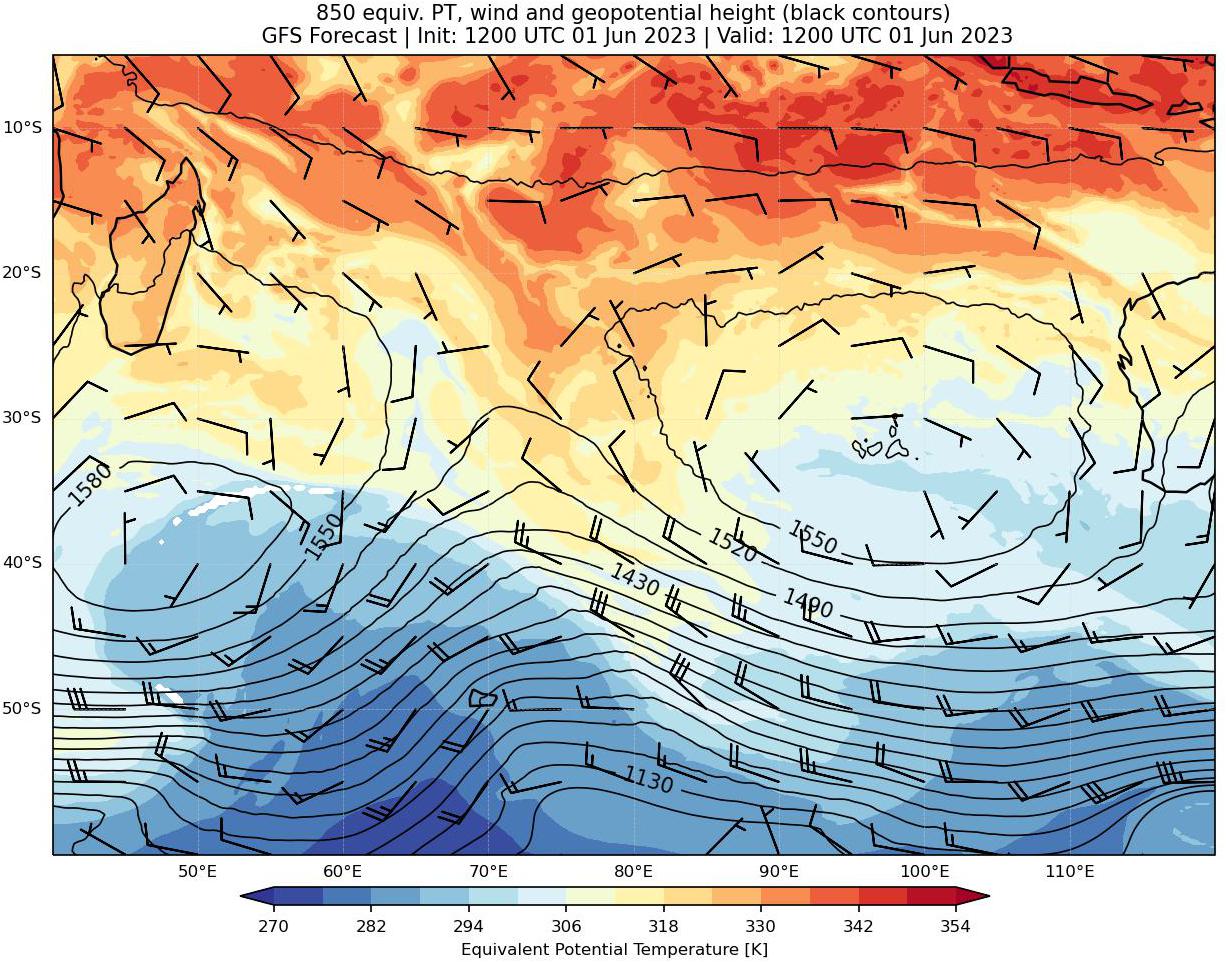 850 equiv. PT, wind and geopotential height (black contours)
GFS Forecast | Init: 1200 UTC 01 Jun 2023 | Valid: 1200 UTC 01 Jun 2023
10°S
20°S
30°S
1580
1550
1520
1550
40°S
1430
1490
50°S
1130
50°E 60°E 70°E 80°E 90°E 100°E 110°E
270 282 294 306 318 330 342 354
Equivalent Potential Temperature [K]